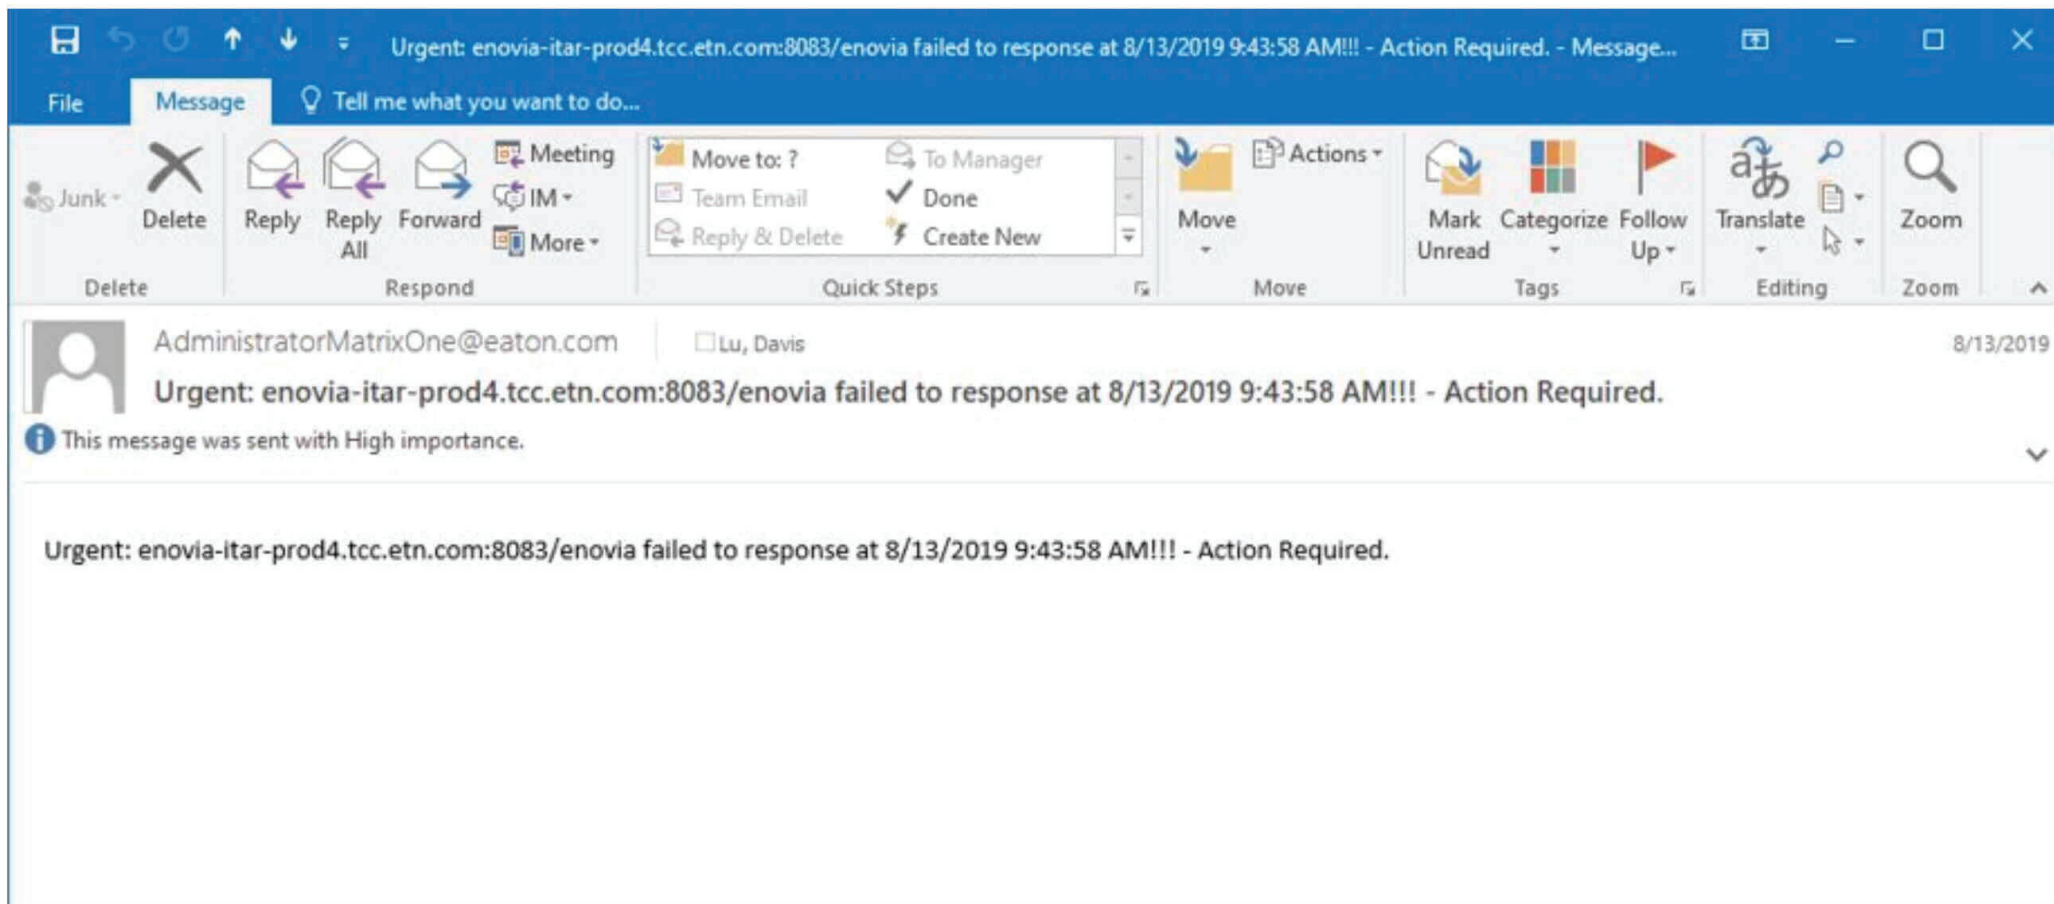 Urgent: enovia-itar-prod4.tcc.etn.com:8083/enovia failed to response at 8/13/2019 9:43:58 AM!!! - Action Required. - Message...
File Message Tell me what you want to do...
Junk
Delete
Reply
Reply All
Forward
Meeting
IM
More
Move to: ?
To Manager
Team Email
Done
Reply & Delete
Create New
Move
Actions
Mark Unread
Categorize
Follow Up
Translate
Zoom
Delete Respond Quick Steps Move Tags Editing Zoom
AdministratorMatrixOne@eaton.com Lu, Davis 8/13/2019
Urgent: enovia-itar-prod4.tcc.etn.com:8083/enovia failed to response at 8/13/2019 9:43:58 AM!!! - Action Required.
This message was sent with High importance.
Urgent: enovia-itar-prod4.tcc.etn.com:8083/enovia failed to response at 8/13/2019 9:43:58 AM!!! - Action Required.